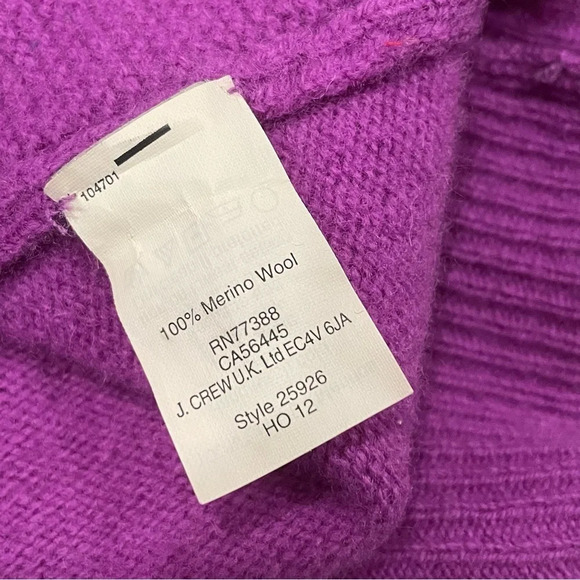 104701
100% Merino Wool
RN77388
CA56445
J. CREW U.K. Ltd EC4V 6JA
Style 25926
HO 12